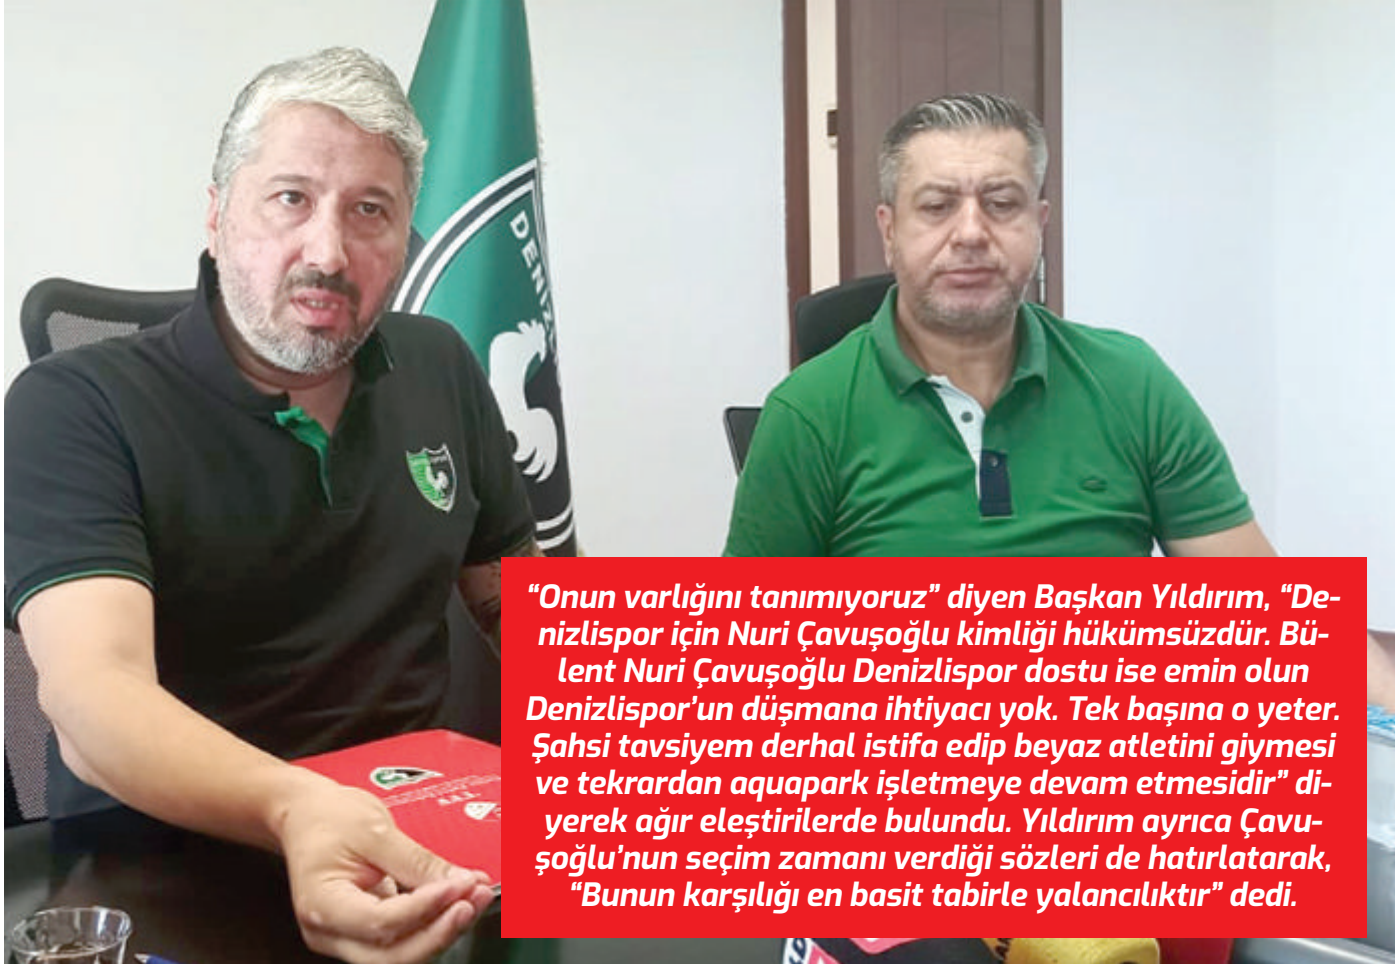 DENİZL
“Onun varlığını tanımıyoruz” diyen Başkan Yıldırım, “De-
nizlispor için Nuri Çavuşoğlu kimliği hükümsüzdür. Bü-
lent Nuri Çavuşoğlu Denizlispor dostu ise emin olun
Denizlispor’un düşmana ihtiyacı yok. Tek başına o yeter.
Şahsi tavsiyem derhal istifa edip beyaz atletini giymesi
ve tekrardan aquapark işletmeye devam etmesidir” di-
yerek ağır eleştirilerde bulundu. Yıldırım ayrıca Çavu-
şoğlu’nun seçim zamanı verdiği sözleri de hatırlatarak,
“Bunun karşılığı en basit tabirle yalancılıktır” dedi.